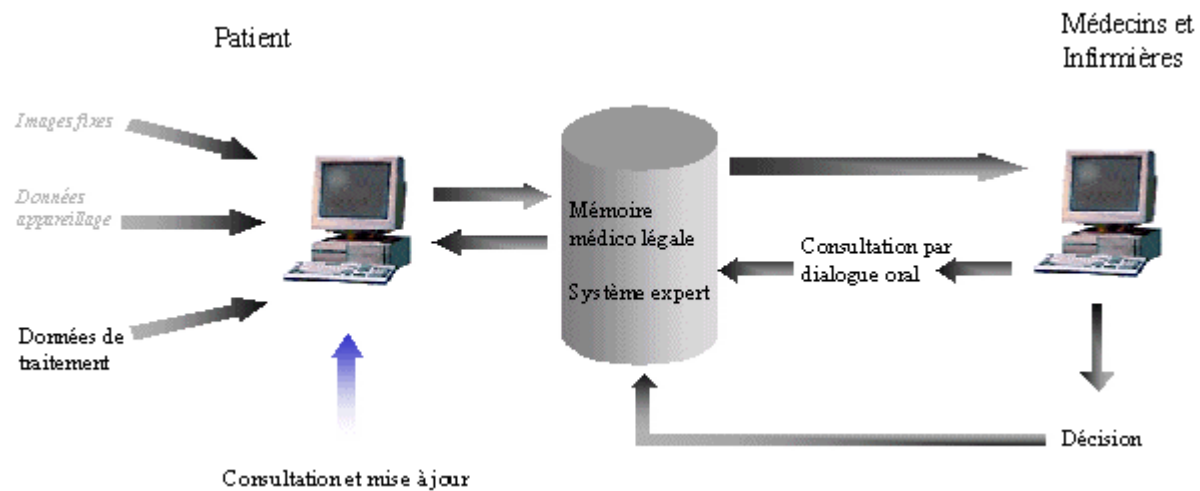 Patient
Médecins et
Infirmières
Images fixes
Données
appareillage
Mémoire
médico légale
Système expert
Consultation par
dialogue oral
Données de
traitement
Décision
Consultation et mise à jour